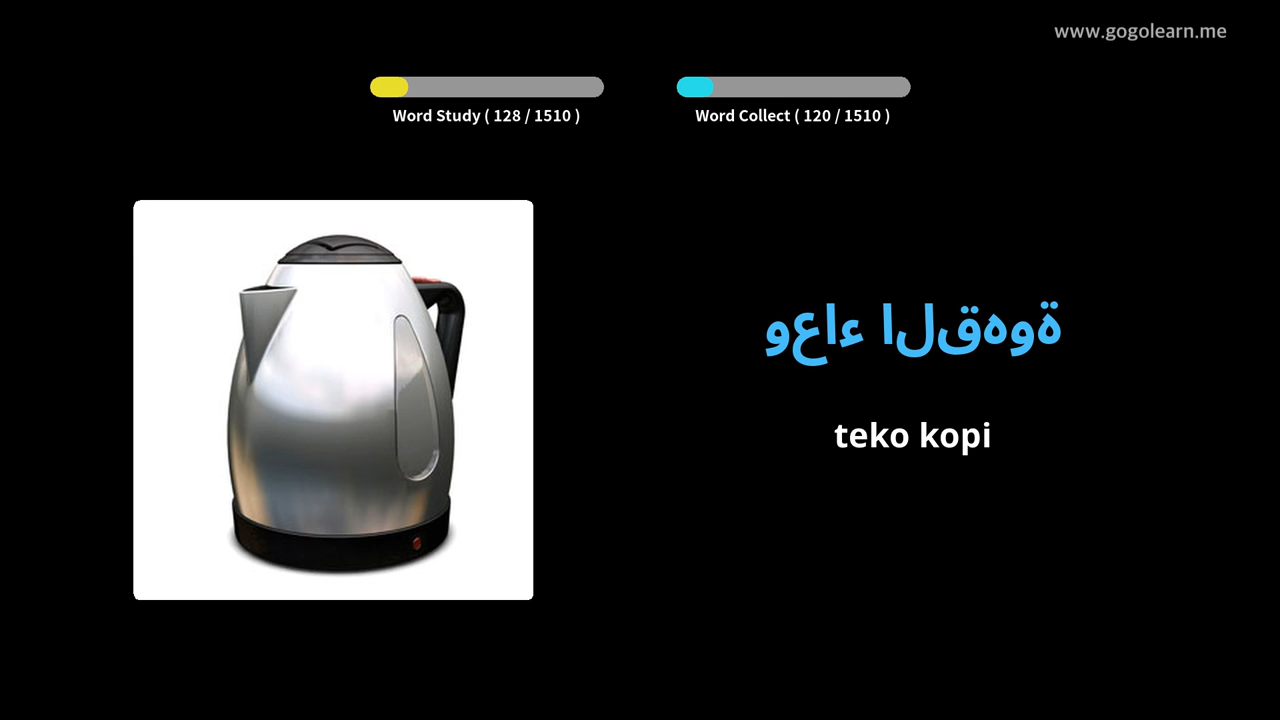 www.gogolearn.me
Word Study ( 128 / 1510 )
Word Collect ( 120 / 1510 )
وعاء القهوة
teko kopi